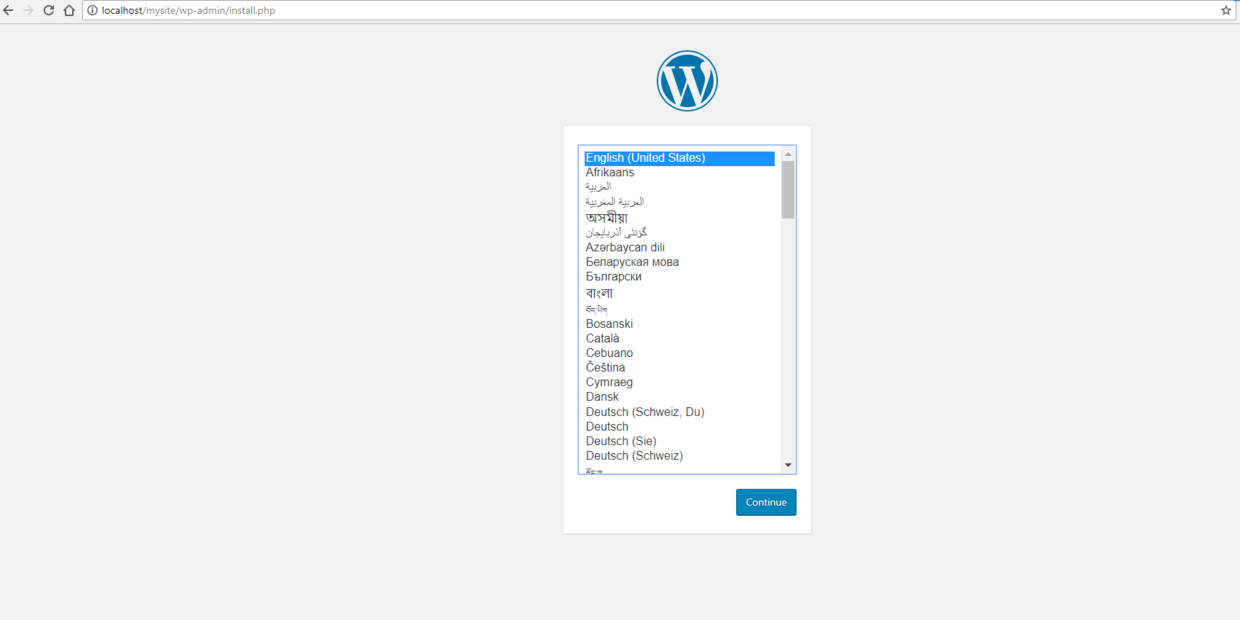 localhost/mysite/wp-admin/install.php
English (United States)
Afrikaans
العربية
العربية المغربية
অসমীয়া
گؤنئی آذربایجان
Azərbaycan dili
Беларуская мова
Български
বাংলা
བོད་ཡིག
Bosanski
Català
Cebuano
Čeština
Cymraeg
Dansk
Deutsch (Schweiz, Du)
Deutsch
Deutsch (Sie)
Deutsch (Schweiz)
Continue